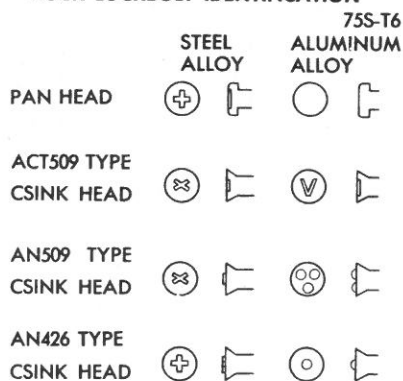 75S-T6
STEEL ALUMINUM
ALLOY ALLOY
PAN HEAD
ACT509 TYPE
CSINK HEAD
V
AN509 TYPE
CSINK HEAD
AN426 TYPE
CSINK HEAD